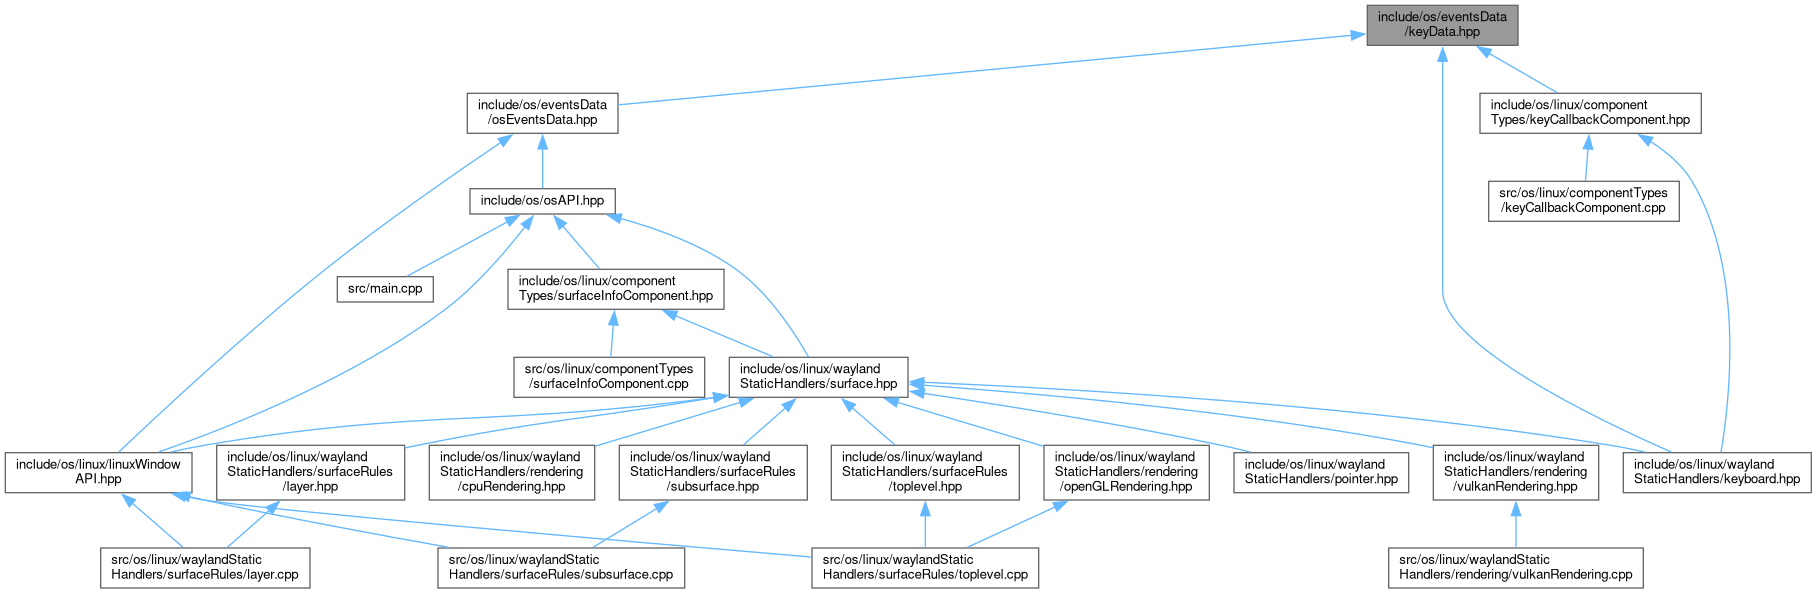 include/os/eventsData
/keyData.hpp
include/os/eventsData
/osEventsData.hpp
include/os/linux/component
Types/keyCallbackComponent.hpp
include/os/osAPI.hpp
src/os/linux/componentTypes
/keyCallbackComponent.cpp
src/main.cpp
include/os/linux/component
Types/surfaceInfoComponent.hpp
src/os/linux/componentTypes
/surfaceInfoComponent.cpp
include/os/linux/wayland
StaticHandlers/surface.hpp
include/os/linux/linuxWindow
API.hpp
include/os/linux/wayland
StaticHandlers/surfaceRules
/layer.hpp
include/os/linux/wayland
StaticHandlers/rendering
/cpuRendering.hpp
include/os/linux/wayland
StaticHandlers/surfaceRules
/subsurface.hpp
include/os/linux/wayland
StaticHandlers/surfaceRules
/toplevel.hpp
include/os/linux/wayland
StaticHandlers/rendering
/openGLRendering.hpp
include/os/linux/wayland
StaticHandlers/pointer.hpp
include/os/linux/wayland
StaticHandlers/rendering
/vulkanRendering.hpp
include/os/linux/wayland
StaticHandlers/keyboard.hpp
src/os/linux/waylandStatic
Handlers/surfaceRules/layer.cpp
src/os/linux/waylandStatic
Handlers/surfaceRules/subsurface.cpp
src/os/linux/waylandStatic
Handlers/surfaceRules/toplevel.cpp
src/os/linux/waylandStatic
Handlers/rendering/vulkanRendering.cpp